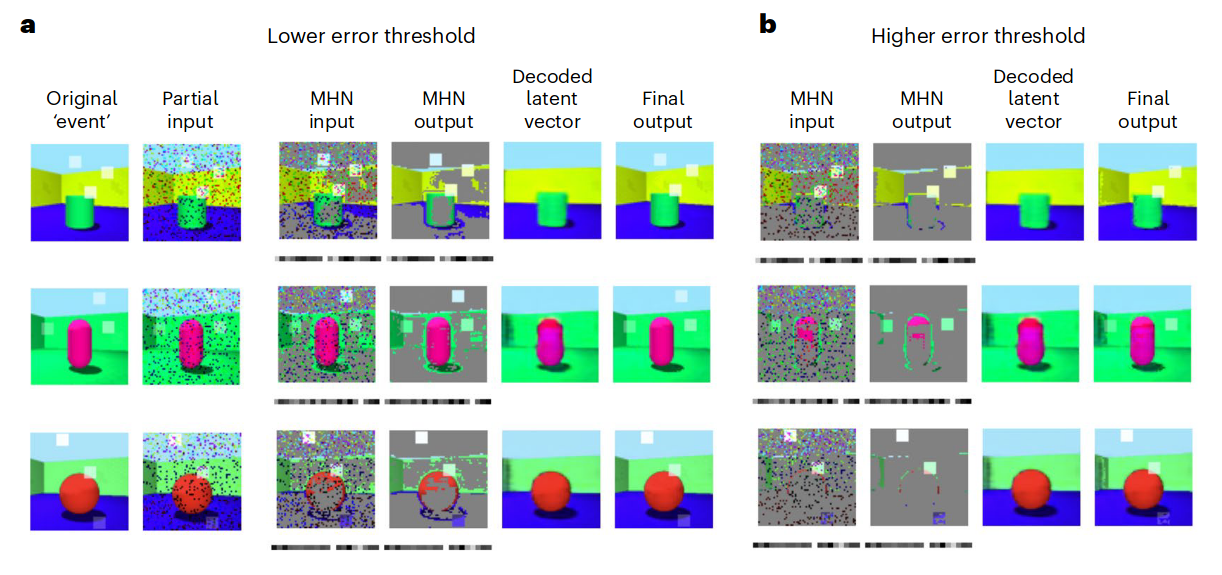 a
Lower error threshold
Original
‘event’
Partial
input
MHN
input
MHN
output
Decoded
latent
vector
Final
output
b
Higher error threshold
MHN
input
MHN
output
Decoded
latent
vector
Final
output